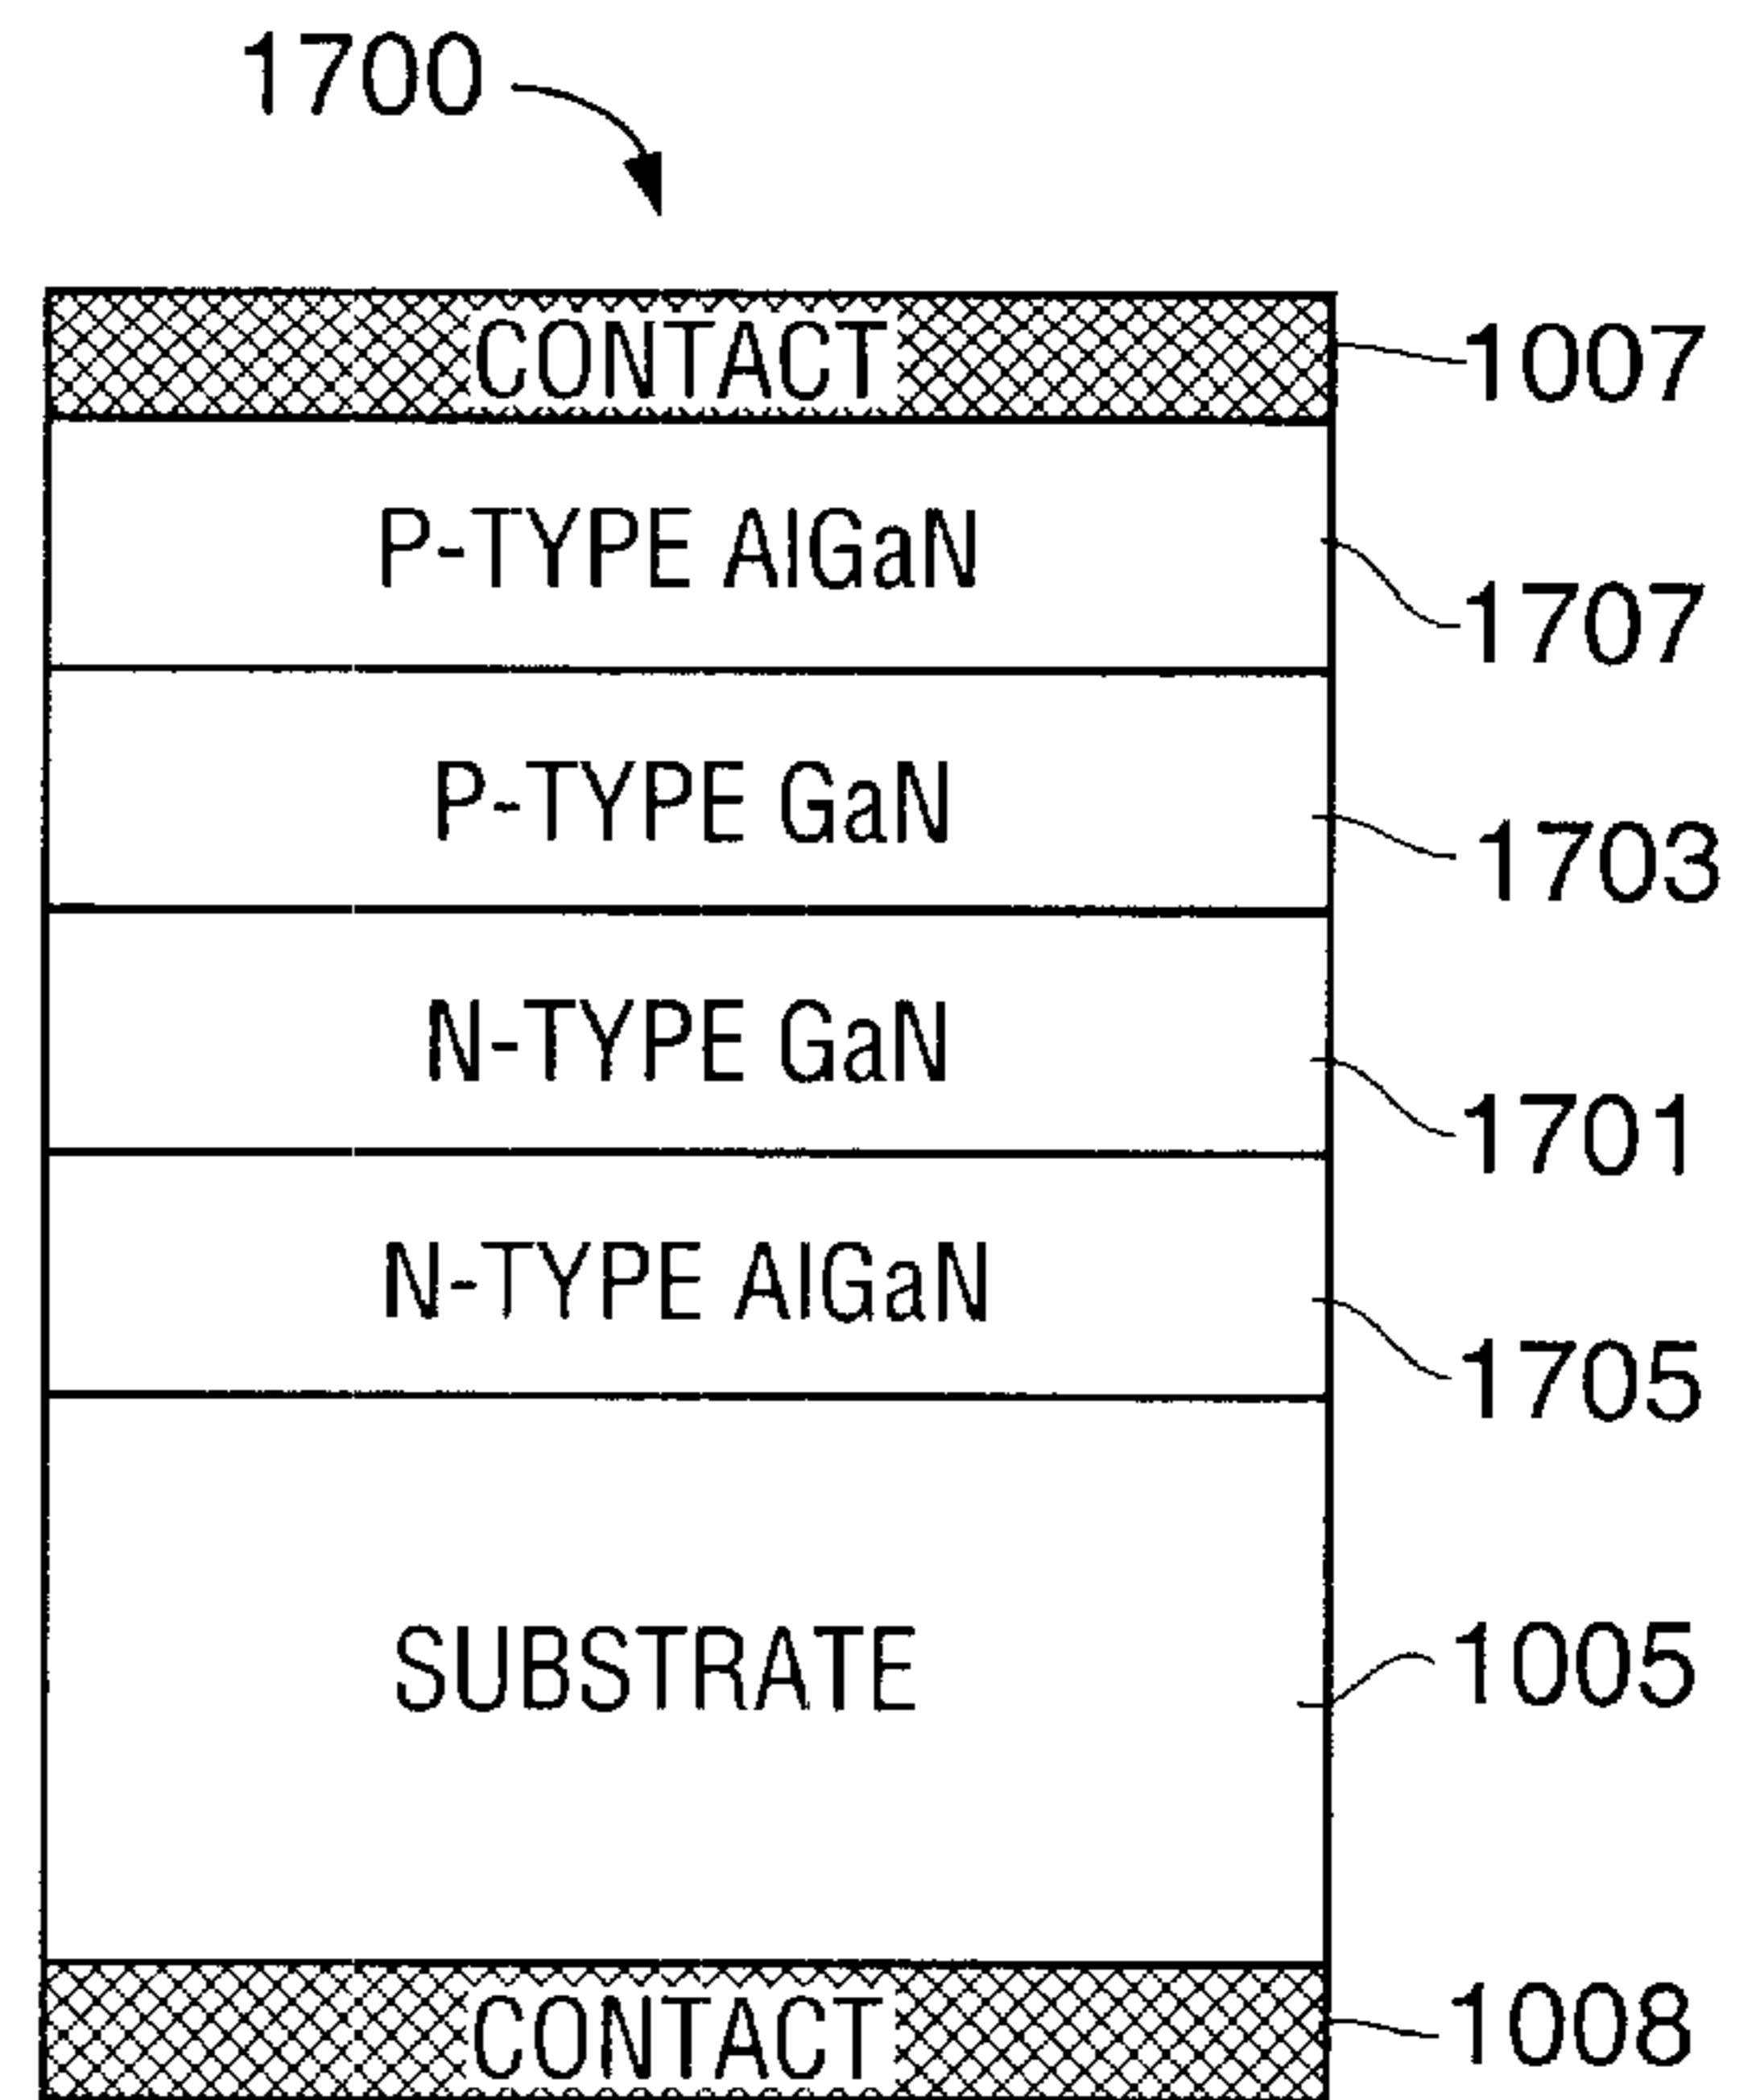 1700
CONTACT 1007
P-TYPE AlGaN 1707
P-TYPE GaN 1703
N-TYPE GaN 1701
N-TYPE AlGaN 1705
SUBSTRATE 1005
CONTACT 1008